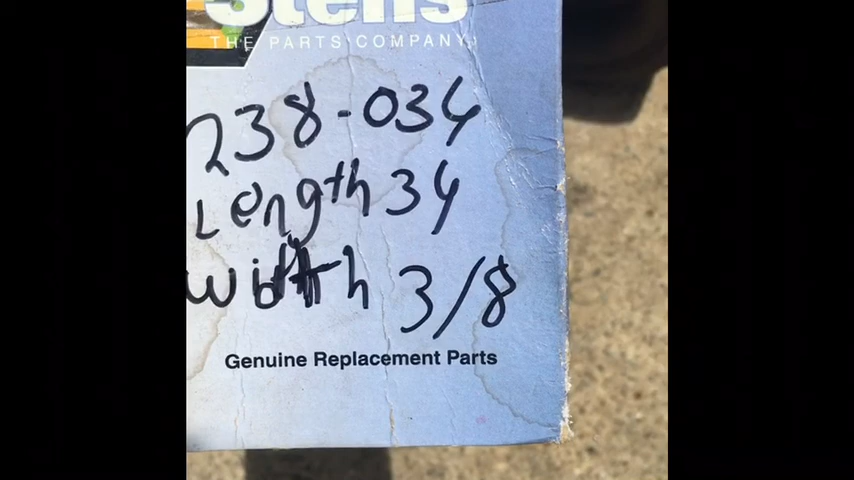 Stens
THE PARTS COMPANY
238-034
Length 34
width 3/8
Genuine Replacement Parts